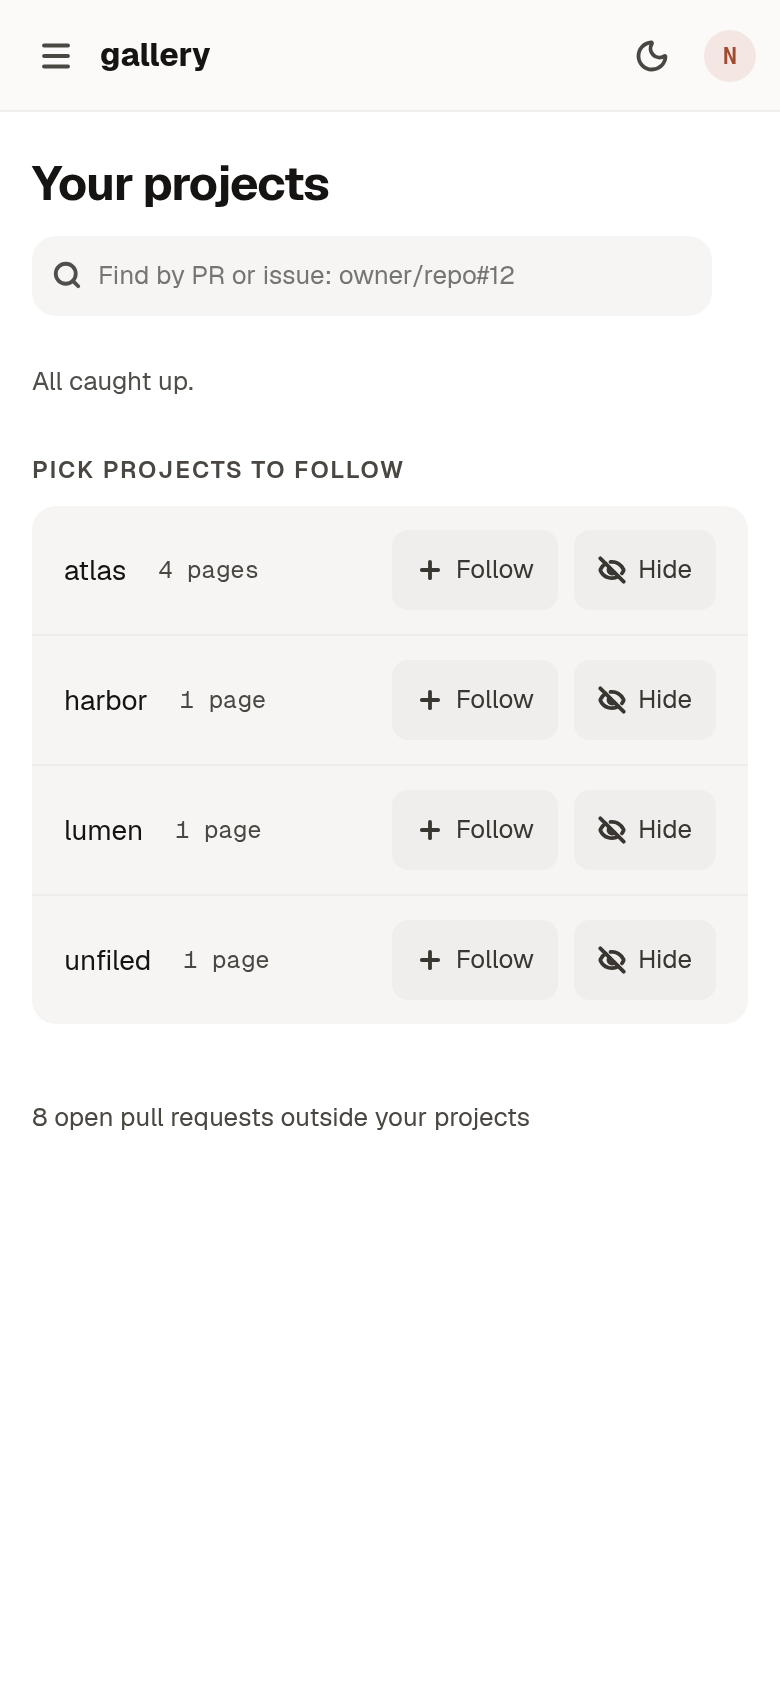 gallery
N
Your projects
Find by PR or issue: owner/repo#12
All caught up.
PICK PROJECTS TO FOLLOW
atlas 4 pages Follow Hide
harbor 1 page Follow Hide
lumen 1 page Follow Hide
unfiled 1 page Follow Hide
8 open pull requests outside your projects